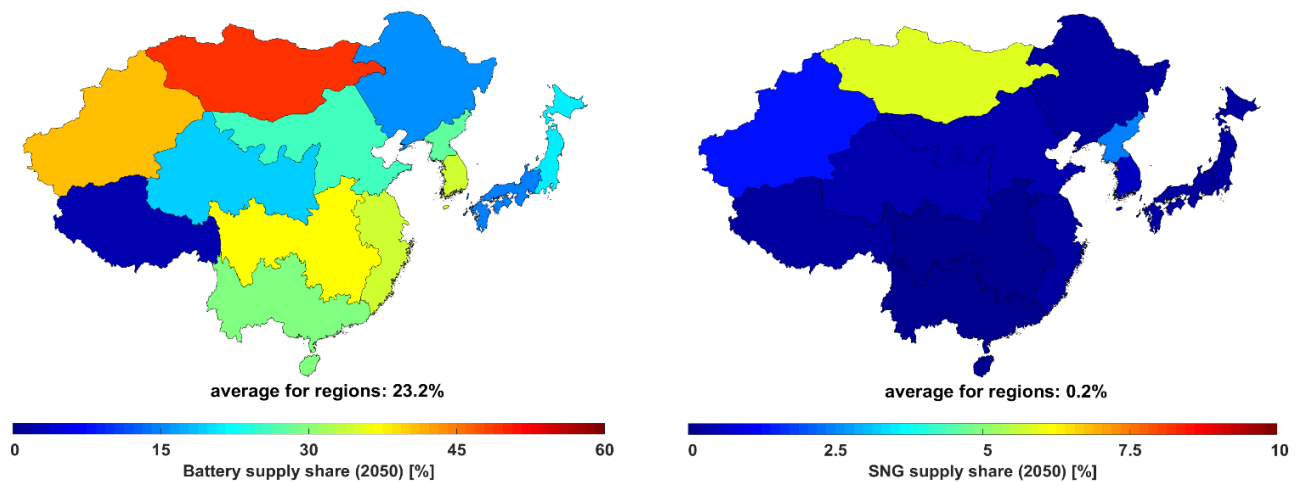 average for regions: 23.2%
0 15 30 45 60
Battery supply share (2050) [%]
average for regions: 0.2%
0 2.5 5 7.5 10
SNG supply share (2050) [%]